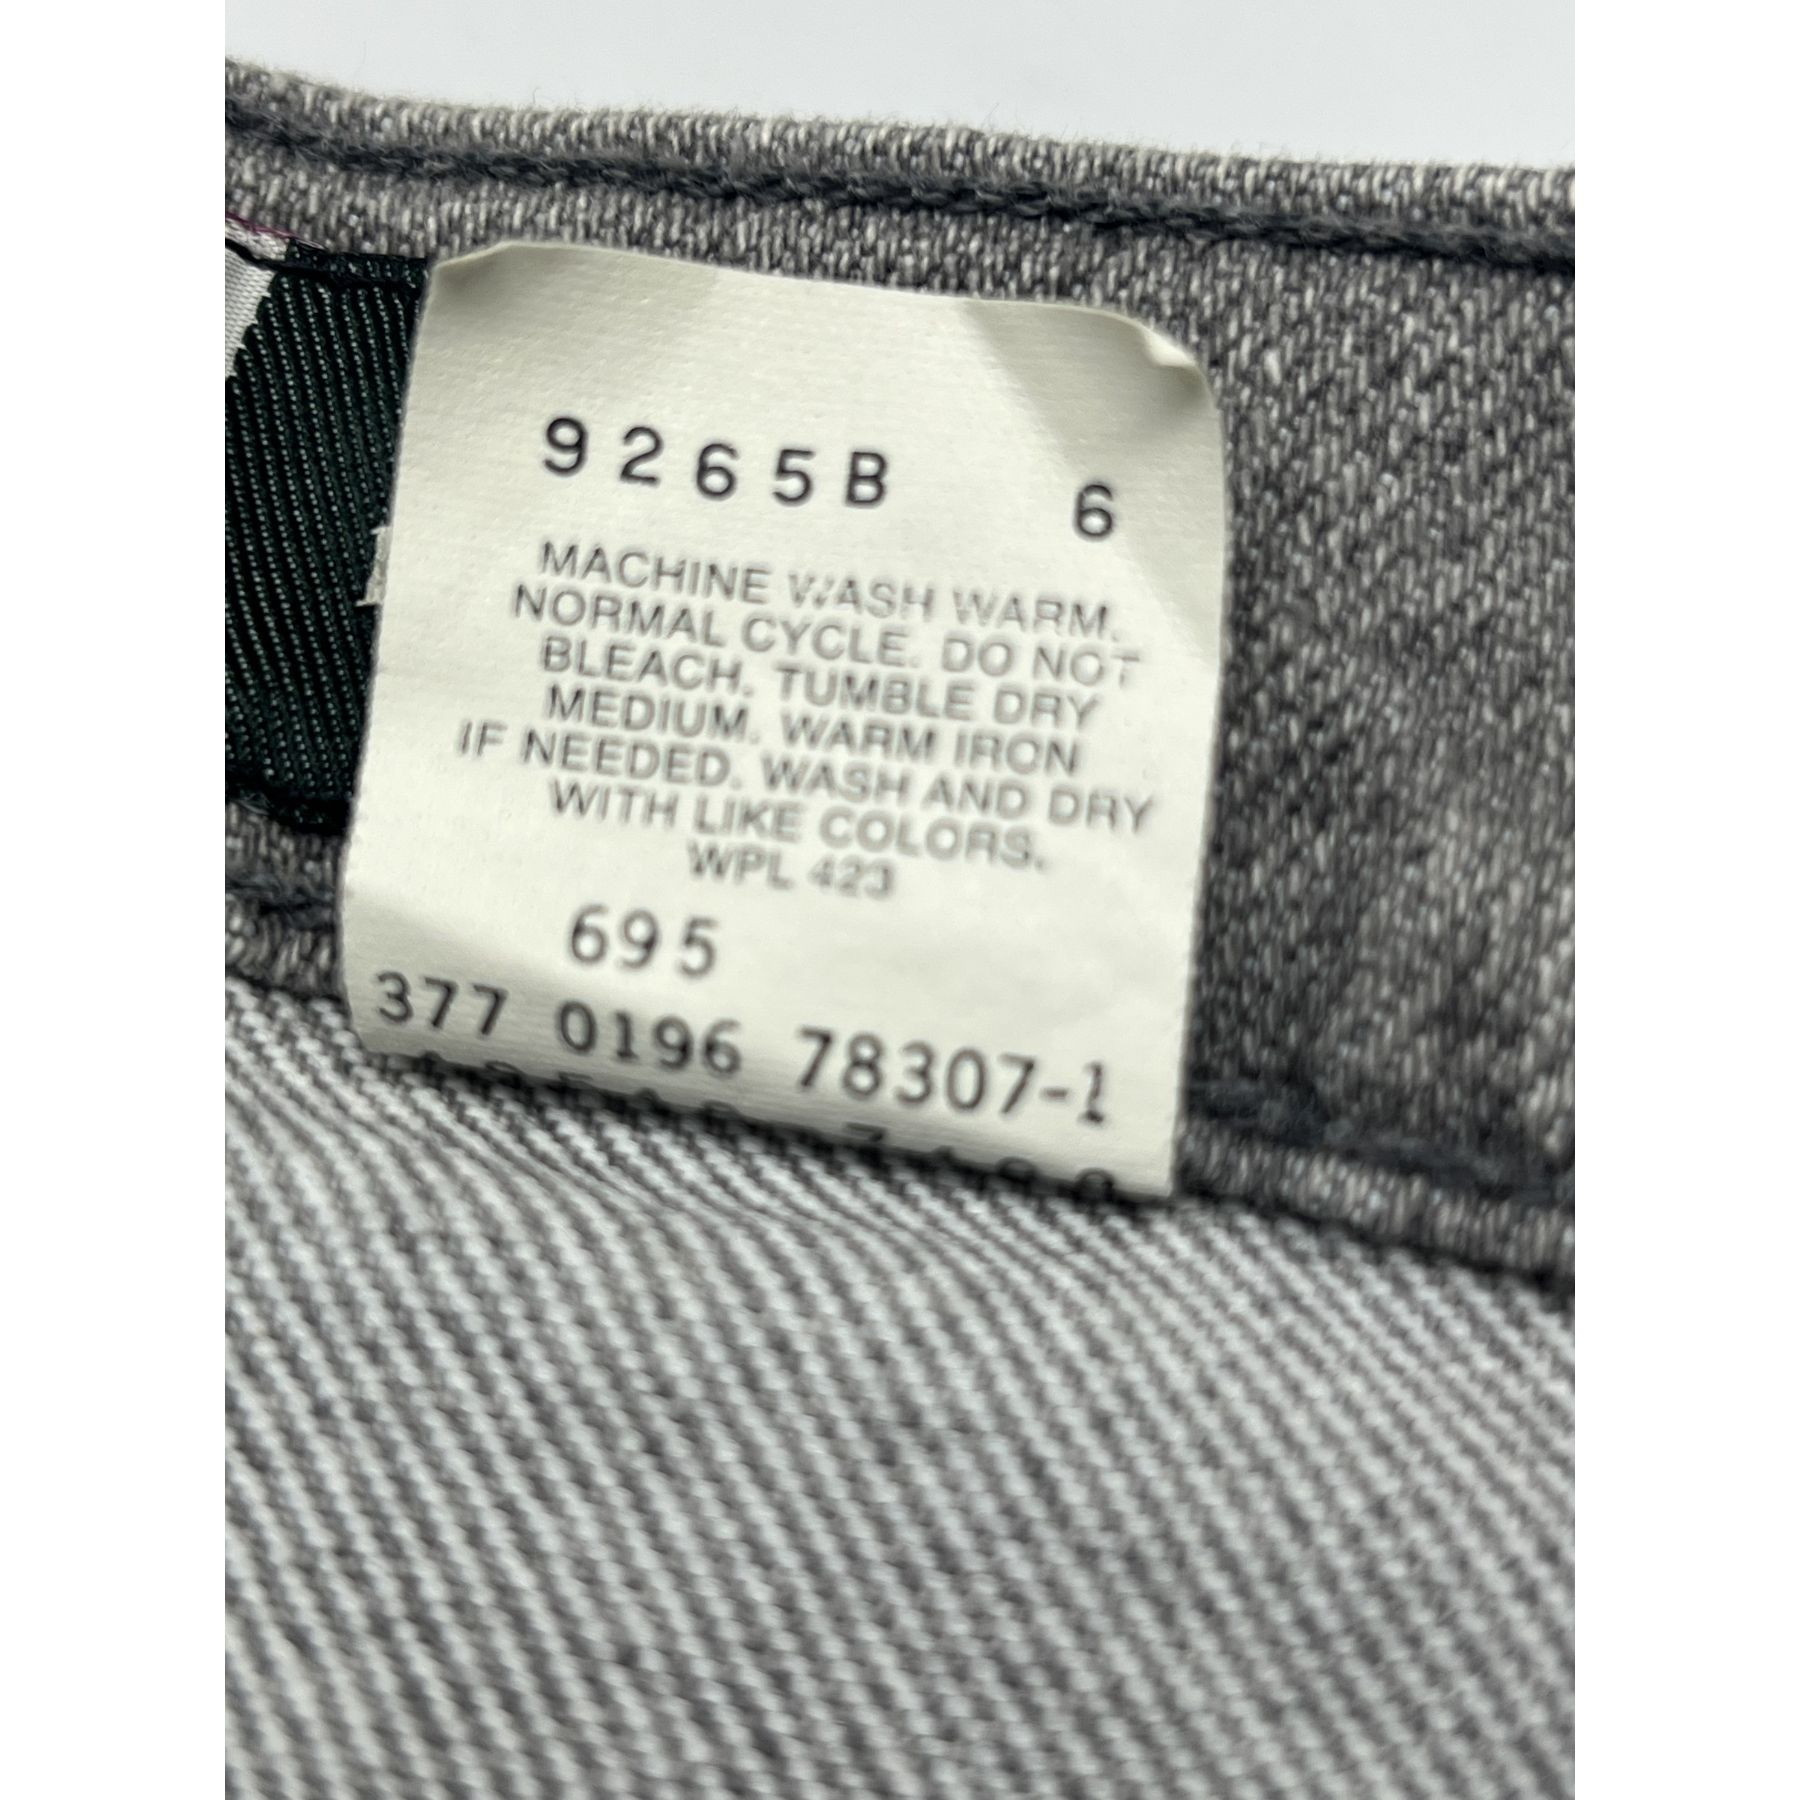 9265B 6
MACHINE WASH WARM.
NORMAL CYCLE. DO NOT
BLEACH. TUMBLE DRY
MEDIUM. WARM IRON
IF NEEDED. WASH AND DRY
WITH LIKE COLORS.
WPL 423
695
377 0196 78307-1